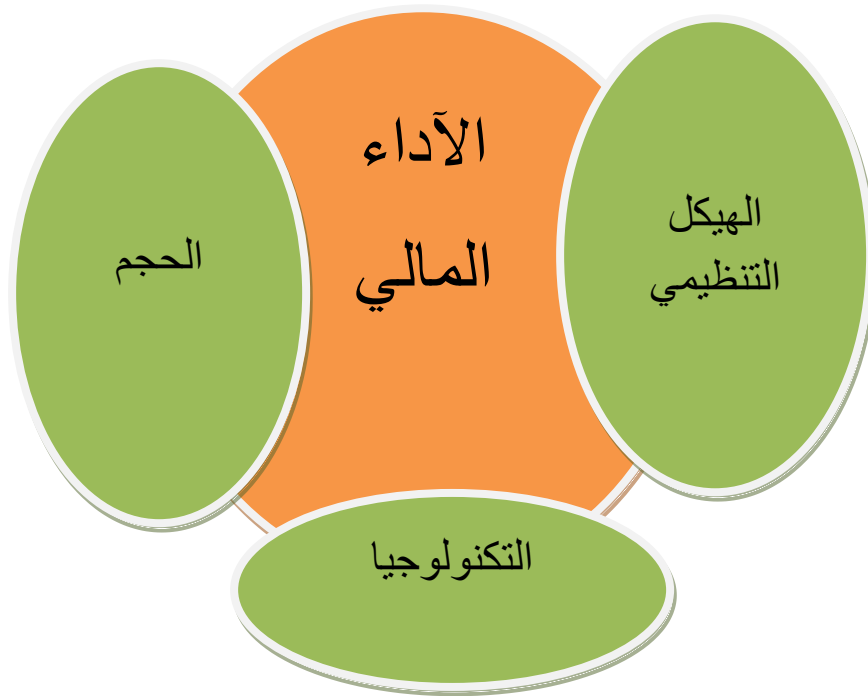 الآداء
المالي
الهيكل
التنظيمي
الحجم
التكنولوجيا